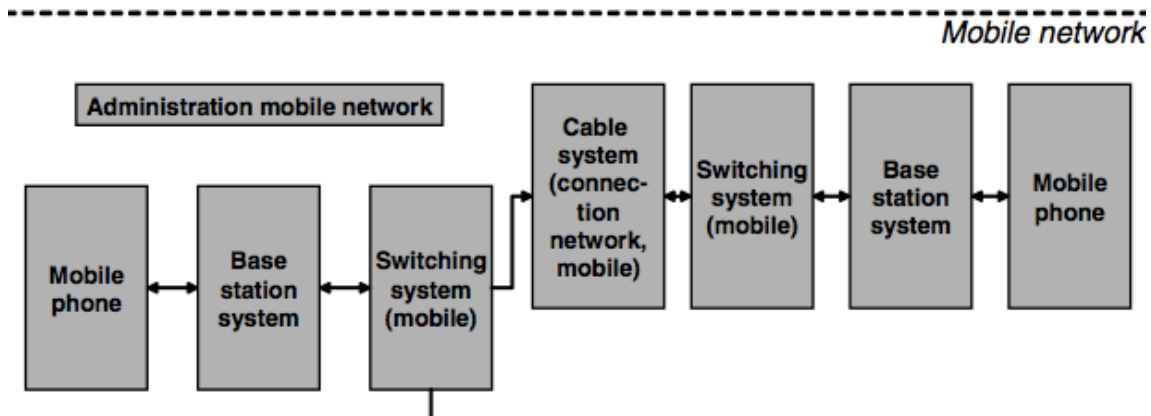 Mobile network
Administration mobile network
Mobile
phone
Base
station
system
Switching
system
(mobile)
Cable
system
(connec-
tion
network,
mobile)
Switching
system
(mobile)
Base
station
system
Mobile
phone